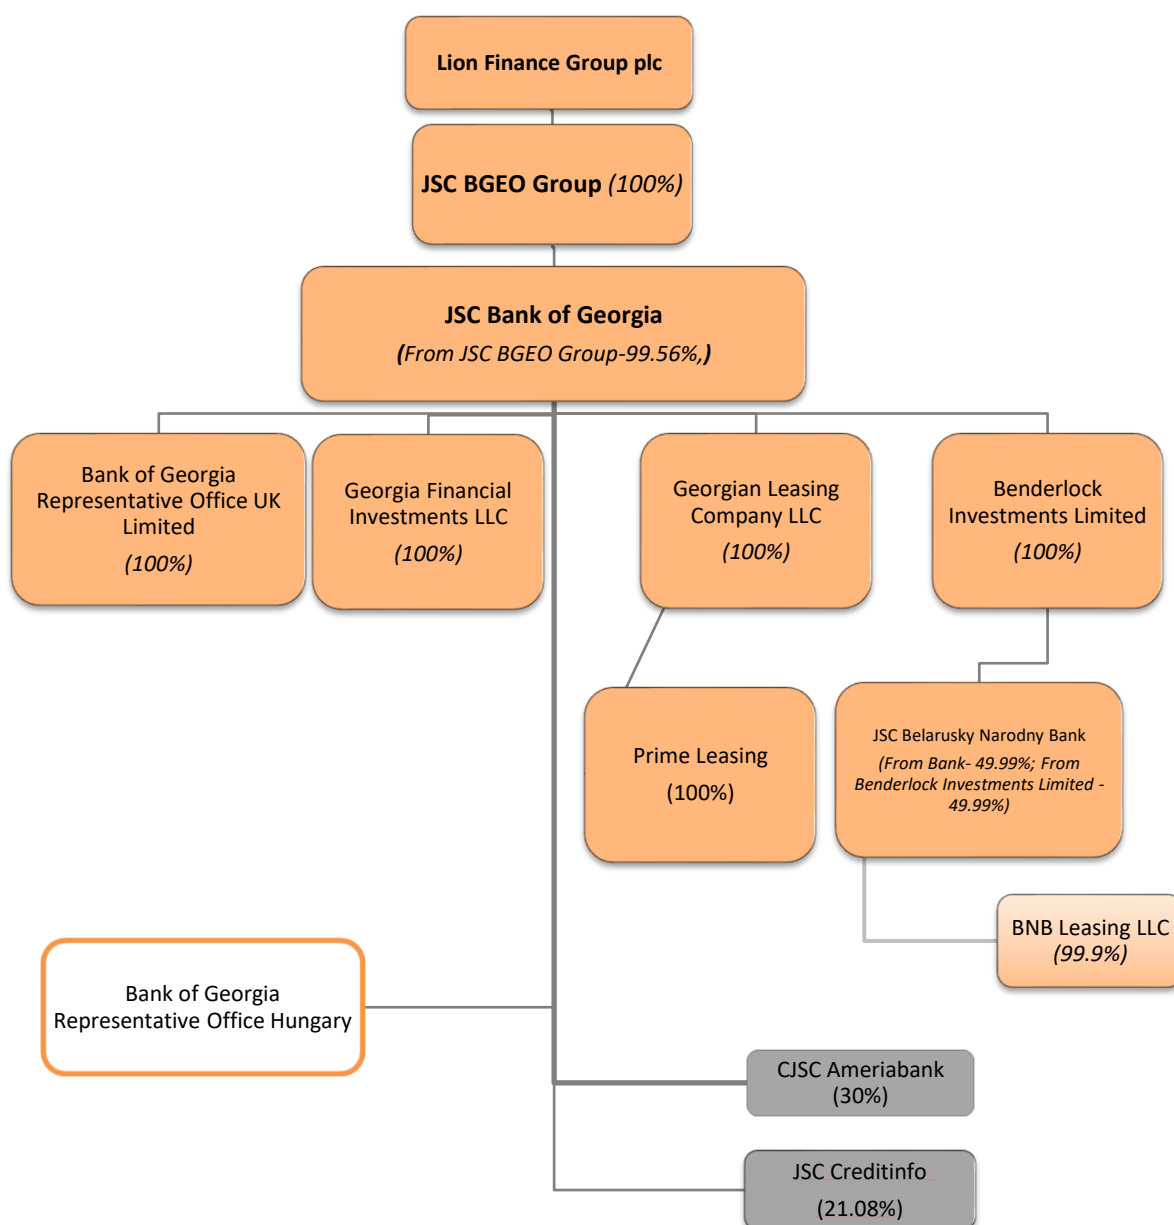 Lion Finance Group plc
JSC BGEO Group (100%)
JSC Bank of Georgia
(From JSC BGEO Group-99.56%,)
Bank of Georgia
Representative Office UK
Limited
(100%)
Georgia Financial
Investments LLC
(100%)
Georgian Leasing
Company LLC
(100%)
Benderlock
Investments Limited
(100%)
Prime Leasing
(100%)
JSC Belarusky Narodny Bank
(From Bank- 49.99%; From
Benderlock Investments Limited -
49.99%)
BNB Leasing LLC
(99.9%)
Bank of Georgia
Representative Office Hungary
CJSC Ameriabank
(30%)
JSC Creditinfo
(21.08%)